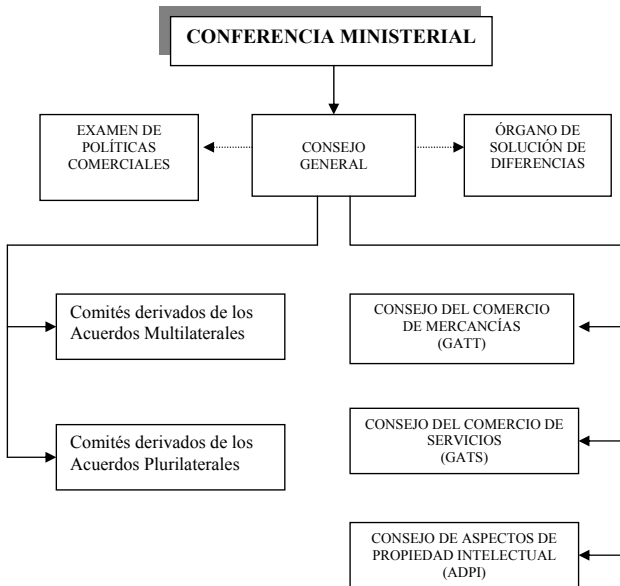 CONFERENCIA MINISTERIAL
EXAMEN DE
POLÍTICAS
COMERCIALES
CONSEJO
GENERAL
ÓRGANO DE
SOLUCIÓN DE
DIFERENCIAS
Comités derivados de los
Acuerdos Multilaterales
CONSEJO DEL COMERCIO
DE MERCANCÍAS
(GATT)
Comités derivados de los
Acuerdos Plurilaterales
CONSEJO DEL COMERCIO DE
SERVICIOS
(GATS)
CONSEJO DE ASPECTOS DE
PROPIEDAD INTELECTUAL
(ADPI)